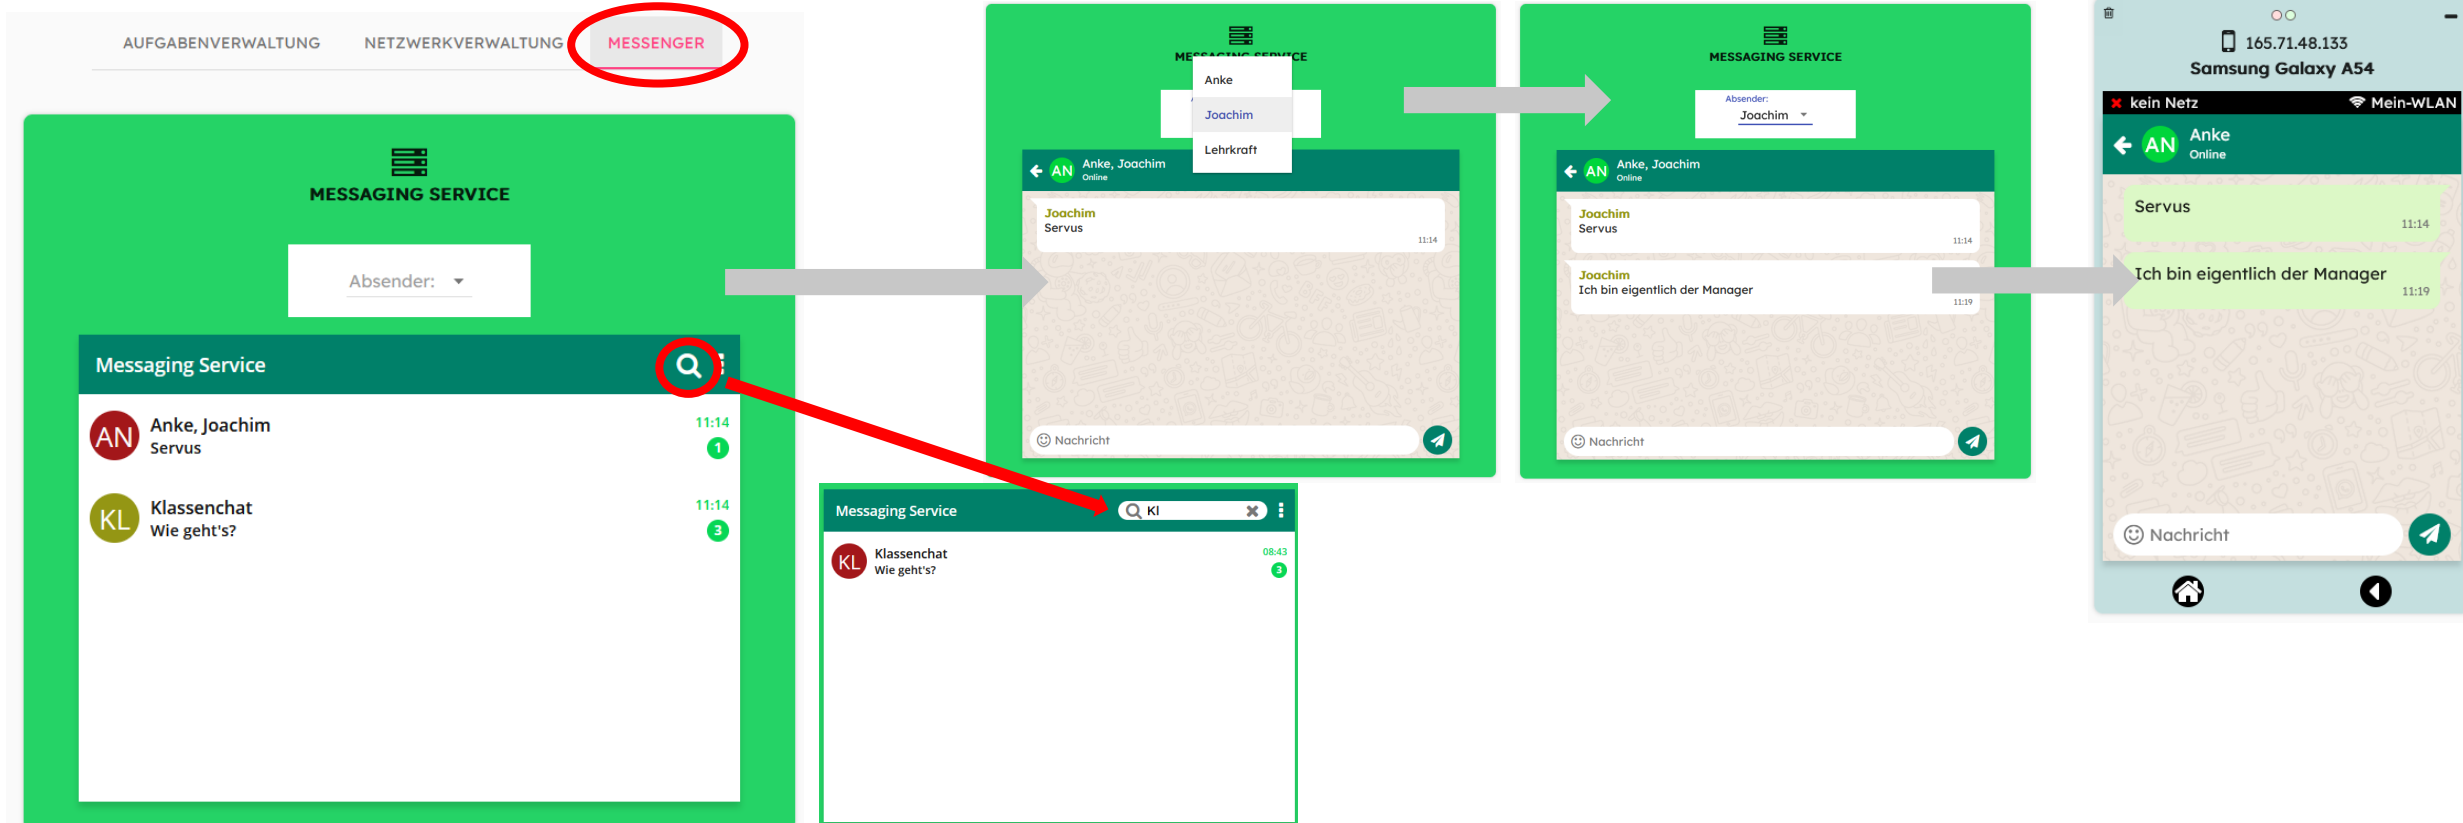 AUFGABENVERWALTUNG NETZWERKVERWALTUNG MESSENGER
MESSAGING SERVICE
Absender:
Messaging Service
AN
Anke, Joachim
11:14
Servus
1
KL
Klassenchat
11:14
Wie geht's?
3
MESSAGING SERVICE
Anke
Joachim
Lehrkraft
AN
Anke, Joachim
Online
Joachim
Servus
11:14
Nachricht
Messaging Service
Kl
KL
Klassenchat
08:43
Wie geht's?
3
MESSAGING SERVICE
Absender:
Joachim
AN
Anke, Joachim
Online
Joachim
Servus
11:14
Joachim
Ich bin eigentlich der Manager
11:19
Nachricht
165.71.48.133
Samsung Galaxy A54
kein Netz Mein-WLAN
AN
Anke
Online
Servus
11:14
Ich bin eigentlich der Manager
11:19
Nachricht